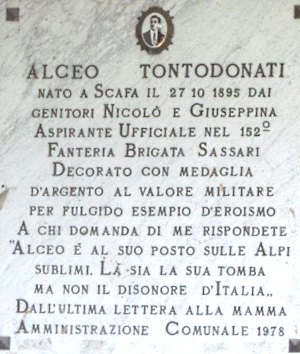 ALCEO TONTODONATI
NATO A SCAFA IL 27 10 1895 DAI
GENITORI NICOLÒ E GIUSEPPINA
ASPIRANTE UFFICIALE NEL 152º
FANTERIA BRIGATA SASSARI
DECORATO CON MEDAGLIA
D'ARGENTO AL VALORE MILITARE
PER FULGIDO ESEMPIO D'EROISMO
A CHI DOMANDA DI ME RISPONDETE
"ALCEO È AL SUO POSTO SULLE ALPI
SUBLIMI. LÀ SIA LA SUA TOMBA
MA NON IL DISONORE D'ITALIA„
DALL'ULTIMA LETTERA ALLA MAMMA
AMMINISTRAZIONE COMUNALE 1978